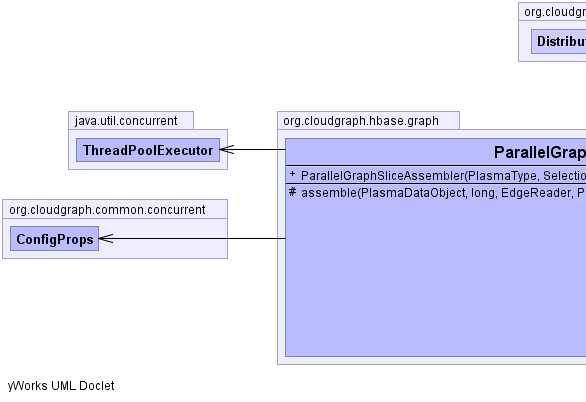 org.cloudgr
Distribut
java.util.concurrent
ThreadPoolExecutor
org.cloudgraph.hbase.graph
ParallelGrap
+ ParallelGraphSliceAssembler(PlasmaType, Selectio
# assemble(PlasmaDataObject, long, EdgeReader, P
org.cloudgraph.common.concurrent
ConfigProps
yWorks UML Doclet